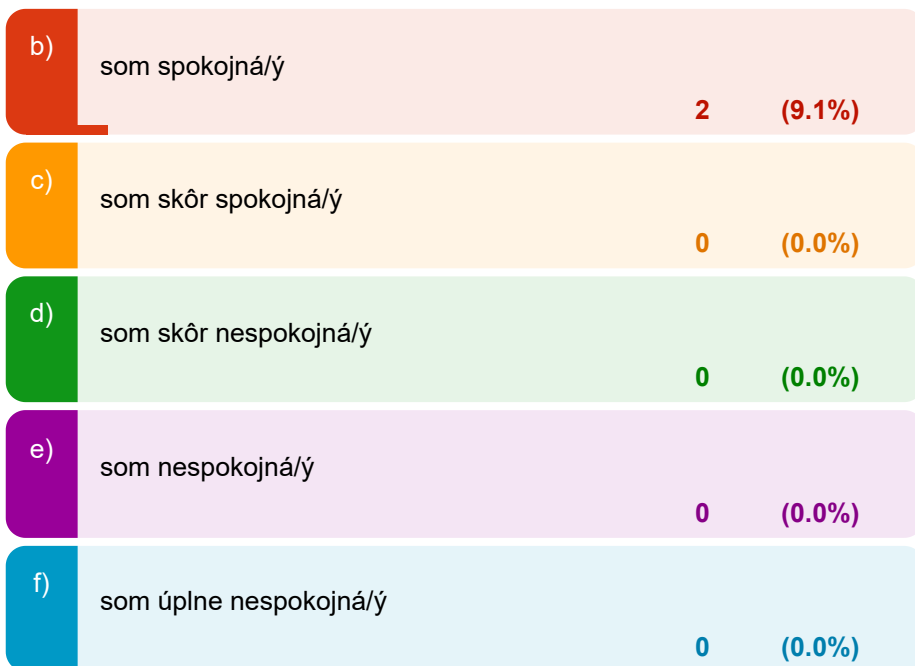 b)
som spokojná/ý
2 (9.1%)
c)
som skôr spokojná/ý
0 (0.0%)
d)
som skôr nespokojná/ý
0 (0.0%)
e)
som nespokojná/ý
0 (0.0%)
f)
som úplne nespokojná/ý
0 (0.0%)